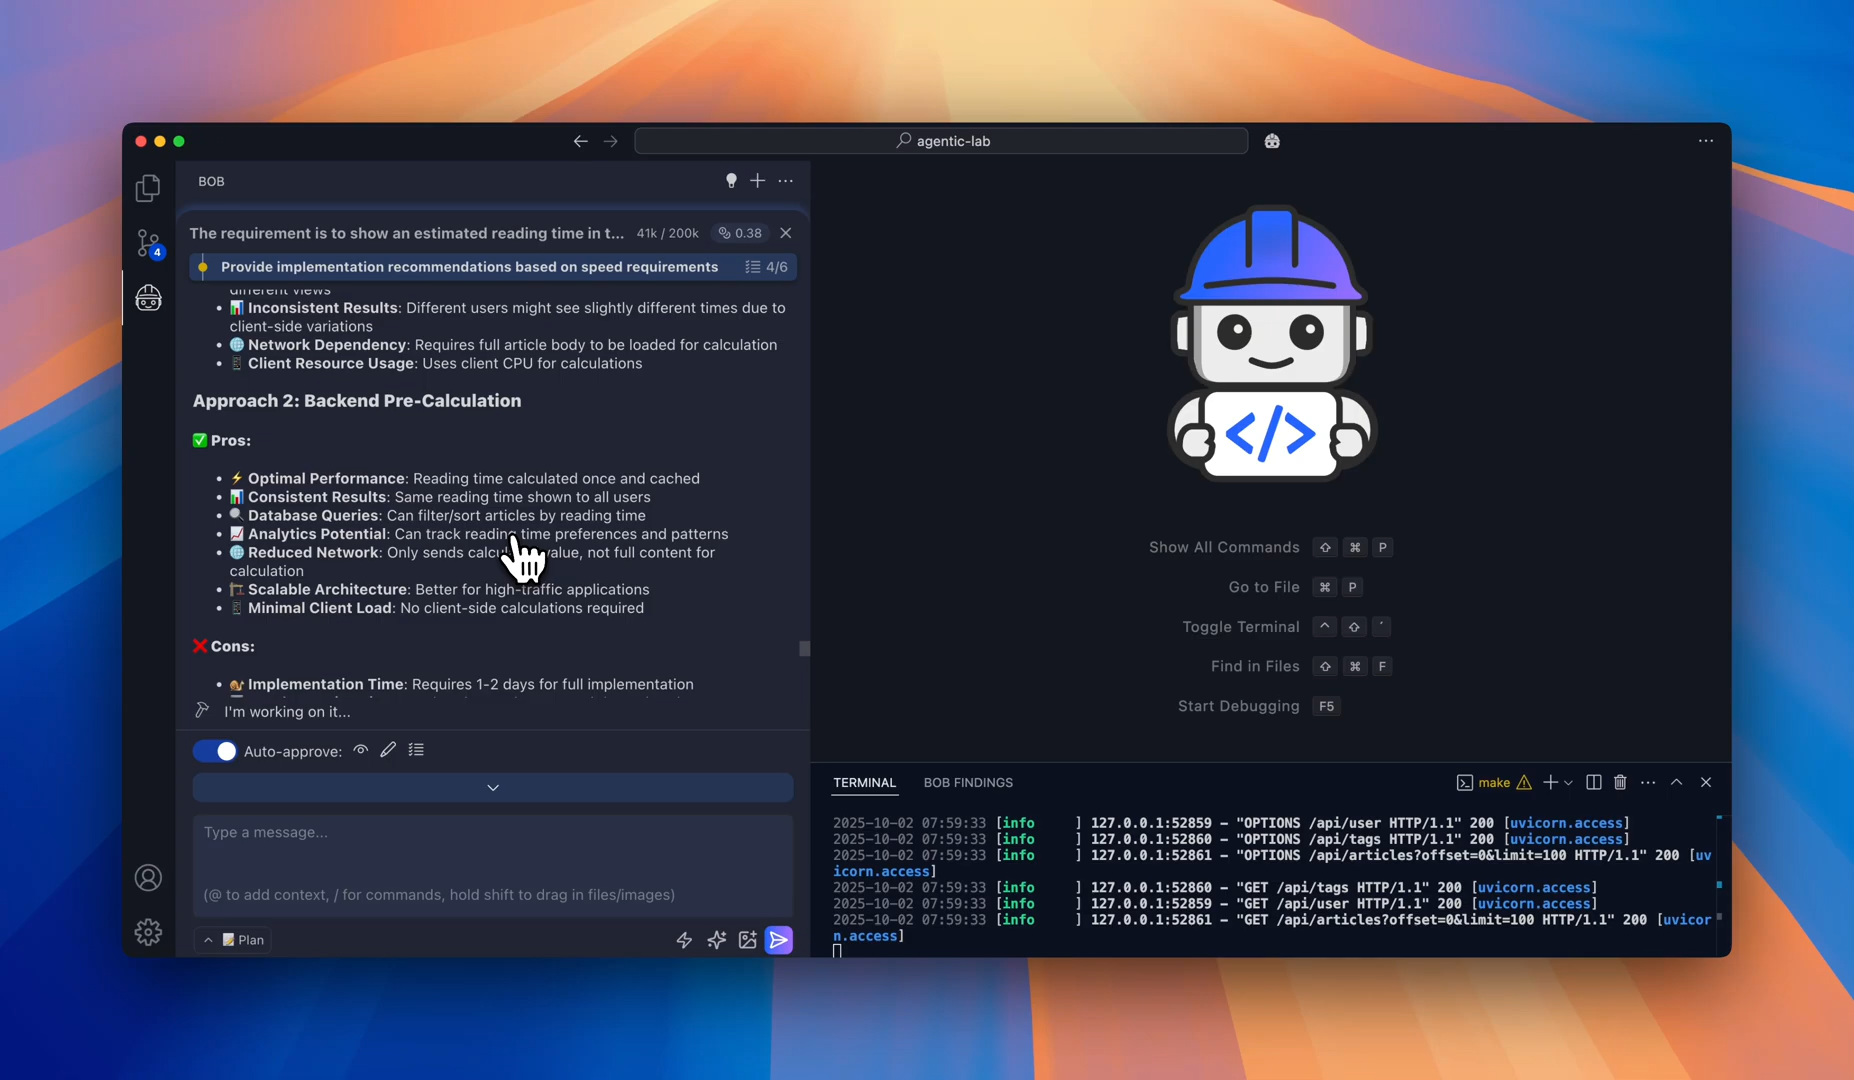 agentic-lab
BOB
The requirement is to show an estimated reading time in t... 41k / 200k 0.38
4
Provide implementation recommendations based on speed requirements 4/6
different views
• Inconsistent Results: Different users might see slightly different times due to
client-side variations
• Network Dependency: Requires full article body to be loaded for calculation
• Client Resource Usage: Uses client CPU for calculations
Approach 2: Backend Pre-Calculation
Pros:
• Optimal Performance: Reading time calculated once and cached
• Consistent Results: Same reading time shown to all users
• Database Queries: Can filter/sort articles by reading time
• Analytics Potential: Can track reading time preferences and patterns
• Reduced Network: Only sends value, not full content for
calculation
• Scalable Architecture: Better for high-traffic applications
• Minimal Client Load: No client-side calculations required
Cons:
• Implementation Time: Requires 1-2 days for full implementation
I'm working on it...
Auto-approve:
Type a message...
(@ to add context, / for commands, hold shift to drag in files/images)
Plan
</>
Show All Commands ⇧ ⌘ P
Go to File ⌘ P
Toggle Terminal ^ ⇧ `
Find in Files ⇧ ⌘ F
Start Debugging F5
TERMINAL BOB FINDINGS make
2025-10-02 07:59:33 [info ] 127.0.0.1:52859 – "OPTIONS /api/user HTTP/1.1" 200 [uvicorn.access]
2025-10-02 07:59:33 [info ] 127.0.0.1:52860 – "OPTIONS /api/tags HTTP/1.1" 200 [uvicorn.access]
2025-10-02 07:59:33 [info ] 127.0.0.1:52861 – "OPTIONS /api/articles?offset=0&limit=100 HTTP/1.1" 200 [uv
icorn.access]
2025-10-02 07:59:33 [info ] 127.0.0.1:52860 – "GET /api/tags HTTP/1.1" 200 [uvicorn.access]
2025-10-02 07:59:33 [info ] 127.0.0.1:52859 – "GET /api/user HTTP/1.1" 200 [uvicorn.access]
2025-10-02 07:59:33 [info ] 127.0.0.1:52861 – "GET /api/articles?offset=0&limit=100 HTTP/1.1" 200 [uvicor
n.access]